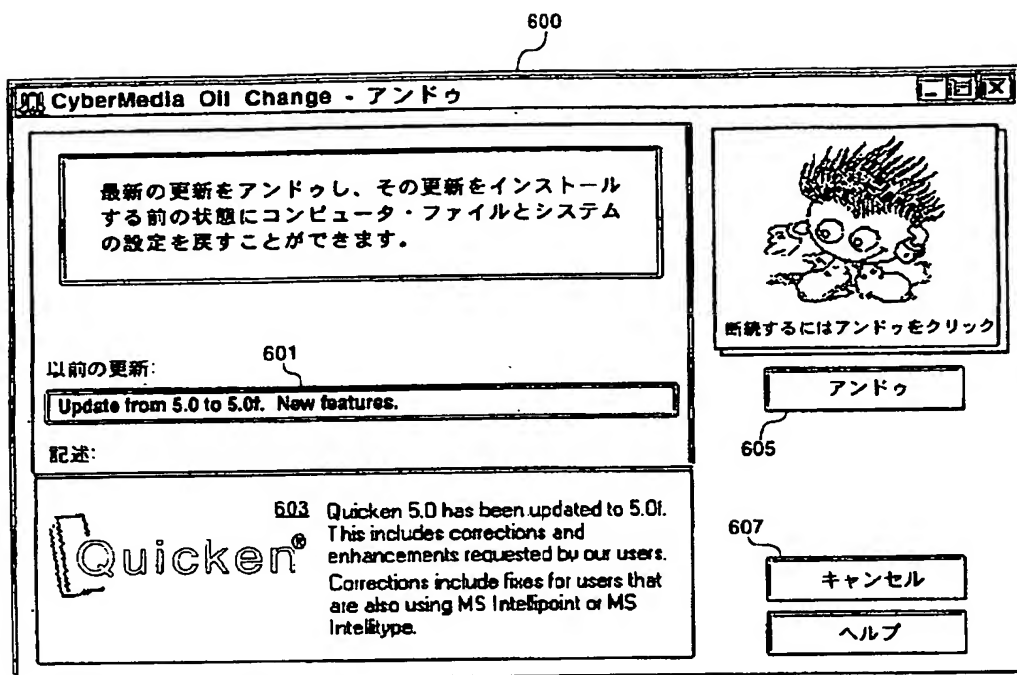 600
CyberMedia Oil Change - アンドゥ
最新の更新をアンドゥし、その更新をインストール
する前の状態にコンピュータ・ファイルとシステム
の設定を戻すことができます。
断続するにはアンドゥをクリック
以前の更新:
601
Update from 5.0 to 5.0f. New features.
アンドゥ
605
記述:
Quicken®
603
Quicken 5.0 has been updated to 5.0f.
This includes corrections and
enhancements requested by our users.
Corrections include fixes for users that
are also using MS Intellipoint or MS
Intellitype.
607
キャンセル
ヘルプ